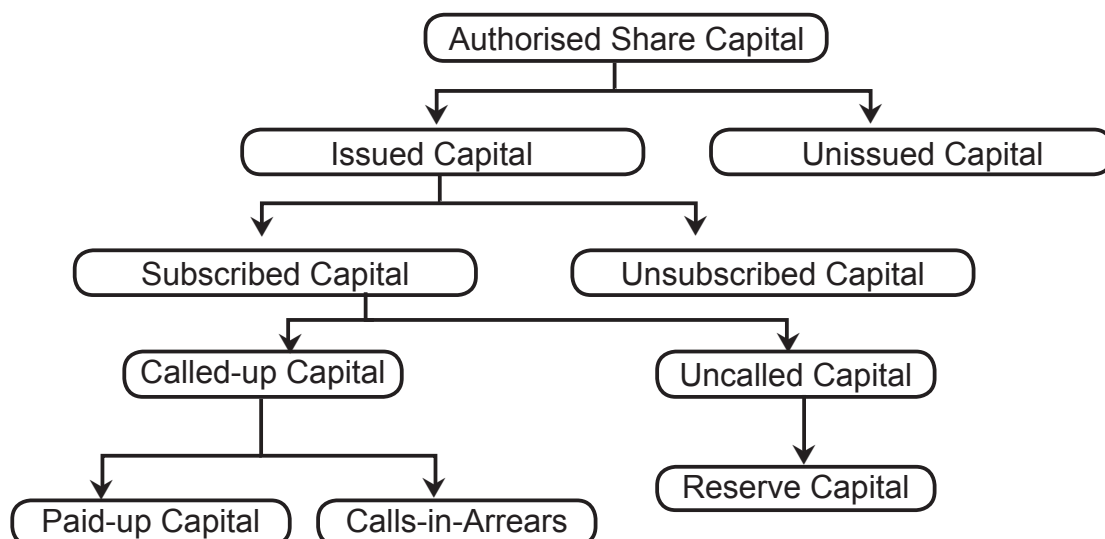 Authorised Share Capital
Issued Capital
Unissued Capital
Subscribed Capital
Unsubscribed Capital
Called-up Capital
Uncalled Capital
Reserve Capital
Paid-up Capital
Calls-in-Arrears